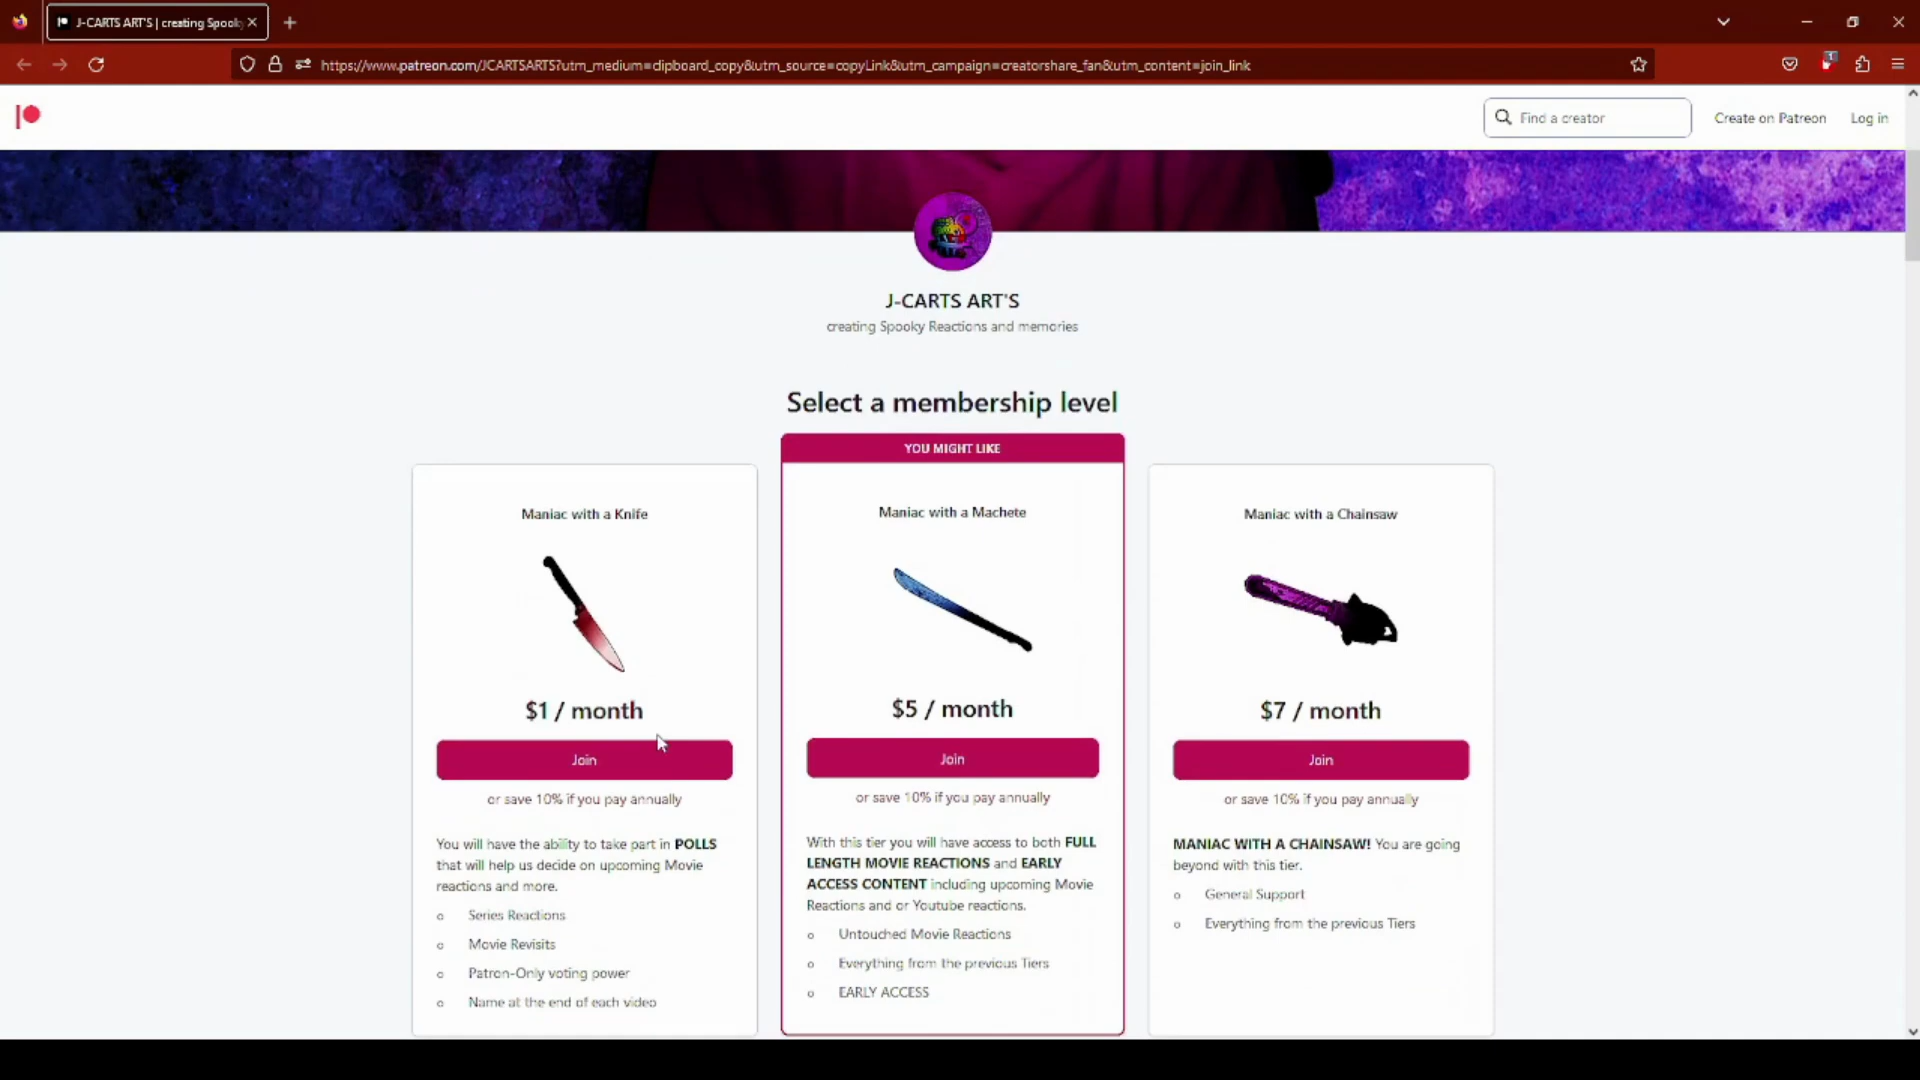 J-CARTS ART'S | creating Spooky
https://www.patreon.com/JCARTSARTS?utm_medium=clipboard_copy&utm_source=copyLink&utm_campaign=creatorshare_fan&utm_content=join_link
1
Find a creator
Create on Patreon
Log in
J-CARTS ART'S
creating Spooky Reactions and memories
Select a membership level
YOU MIGHT LIKE
Maniac with a Knife
$1 / month
Join
or save 10% if you pay annually
You will have the ability to take part in POLLS
that will help us decide on upcoming Movie
reactions and more.
Series Reactions
Movie Revisits
Patron-Only voting power
Name at the end of each video
Maniac with a Machete
$5 / month
Join
or save 10% if you pay annually
With this tier you will have access to both FULL
LENGTH MOVIE REACTIONS and EARLY
ACCESS CONTENT including upcoming Movie
Reactions and or Youtube reactions.
Untouched Movie Reactions
Everything from the previous Tiers
EARLY ACCESS
Maniac with a Chainsaw
$7 / month
Join
or save 10% if you pay annually
MANIAC WITH A CHAINSAW! You are going
beyond with this tier.
General Support
Everything from the previous Tiers